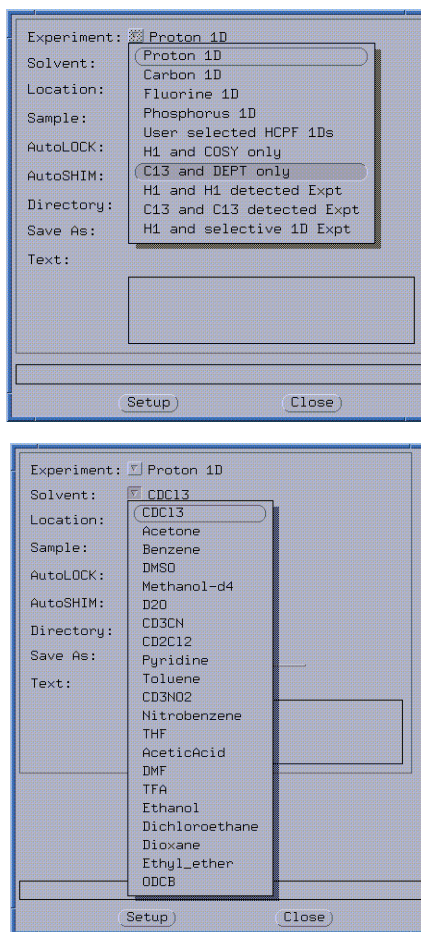 Experiment: Proton 1D
Proton 1D
Solvent:
Carbon 1D
Location:
Fluorine 1D
Sample:
Phosphorus 1D
User selected HCPF 1Ds
AutoLOCK:
H1 and COSY only
AutoSHIM:
C13 and DEPT only
H1 and H1 detected Expt
Directory:
C13 and C13 detected Expt
Save As:
H1 and selective 1D Expt
Text:
Setup Close
Experiment: Proton 1D
Solvent: CDCl3
CDCl3
Location:
Acetone
Sample:
Benzene
DMSO
AutoLOCK:
Methanol-d4
AutoSHIM:
D2O
Directory:
CD3CN
Save As:
CD2Cl2
Pyridine
Text:
Toluene
CD3NO2
Nitrobenzene
THF
AceticAcid
DMF
TFA
Ethanol
Dichloroethane
Dioxane
Ethyl_ether
ODCB
Setup Close